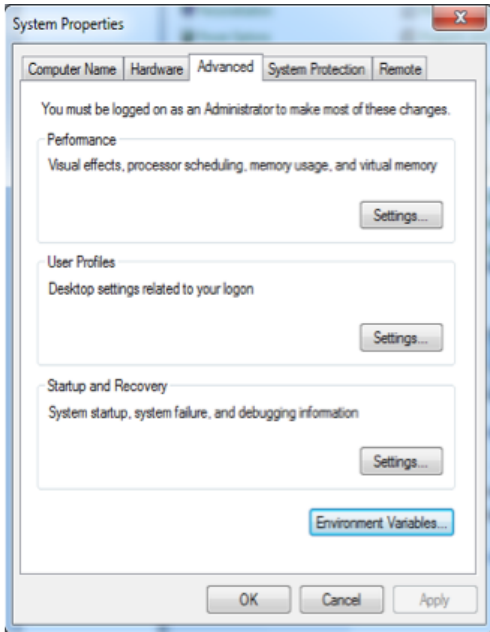 System Properties
Computer Name Hardware Advanced System Protection Remote
You must be logged on as an Administrator to make most of these changes.
Performance
Visual effects, processor scheduling, memory usage, and virtual memory
Settings...
User Profiles
Desktop settings related to your logon
Settings...
Startup and Recovery
System startup, system failure, and debugging information
Settings...
Environment Variables...
OK Cancel Apply